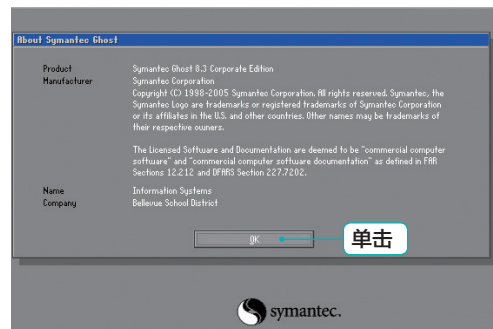 About Symantec Ghost
Product Symantec Ghost 8.3 Corporate Edition
Manufacturer Symantec Corporation
Copyright (C) 1998-2005 Symantec Corporation. All rights reserved. Symantec, the
Symantec Logo are trademarks or registered trademarks of Symantec Corporation
or its affiliates in the U.S. and other countries. Other names may be trademarks of
their respective owners.
The Licensed Software and Documentation are deemed to be "commercial computer
software" and "commercial computer software documentation" as defined in FAR
Sections 12.212 and DFARS Section 227.7202.
Name Information Systems
Company Bellevue School District
OK
单击
symantec.